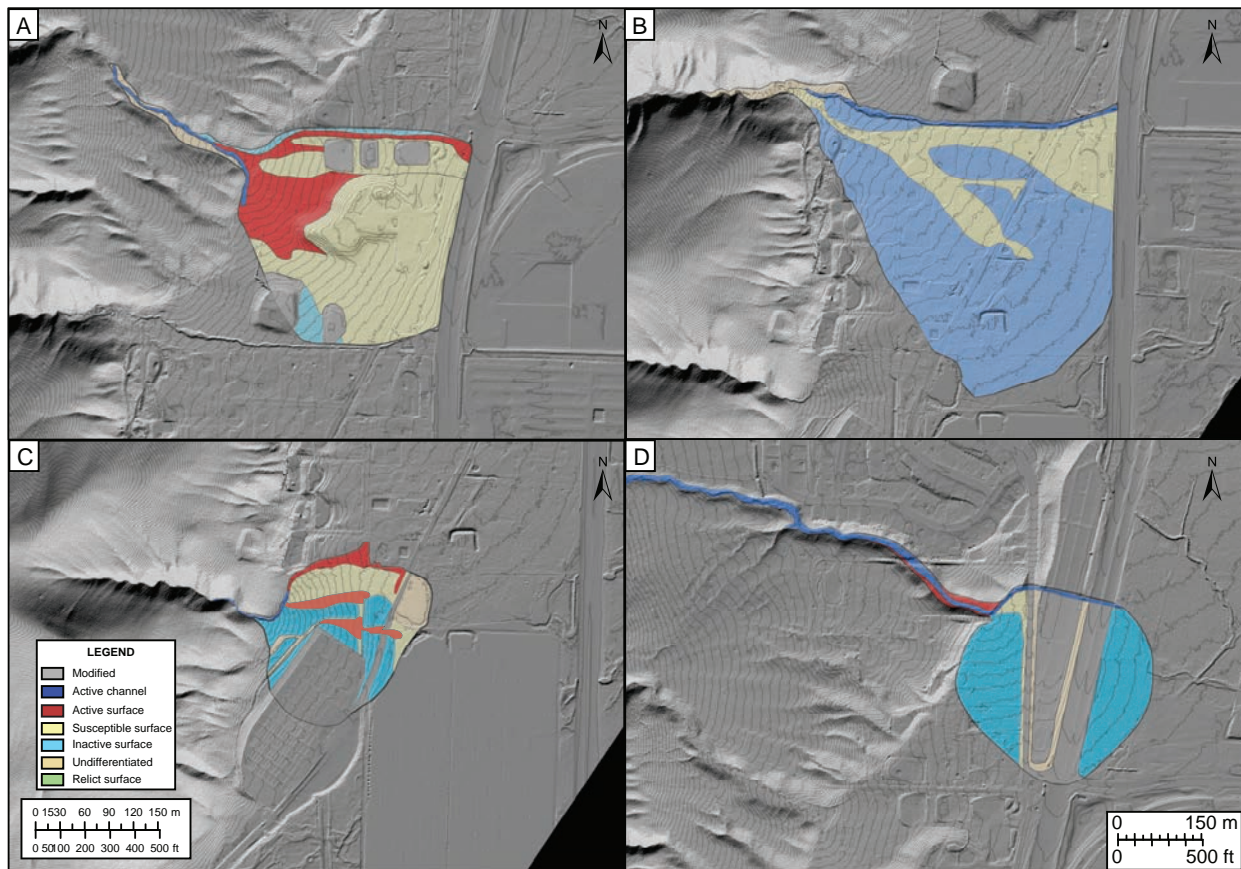 A
N
B
N
C
N
D
N
LEGEND
Modified
Active channel
Active surface
Susceptible surface
Inactive surface
Undifferentiated
Relict surface
0 1530 60 90 120 150 m
0 50100 200 300 400 500 ft
0 150 m
0 500 ft